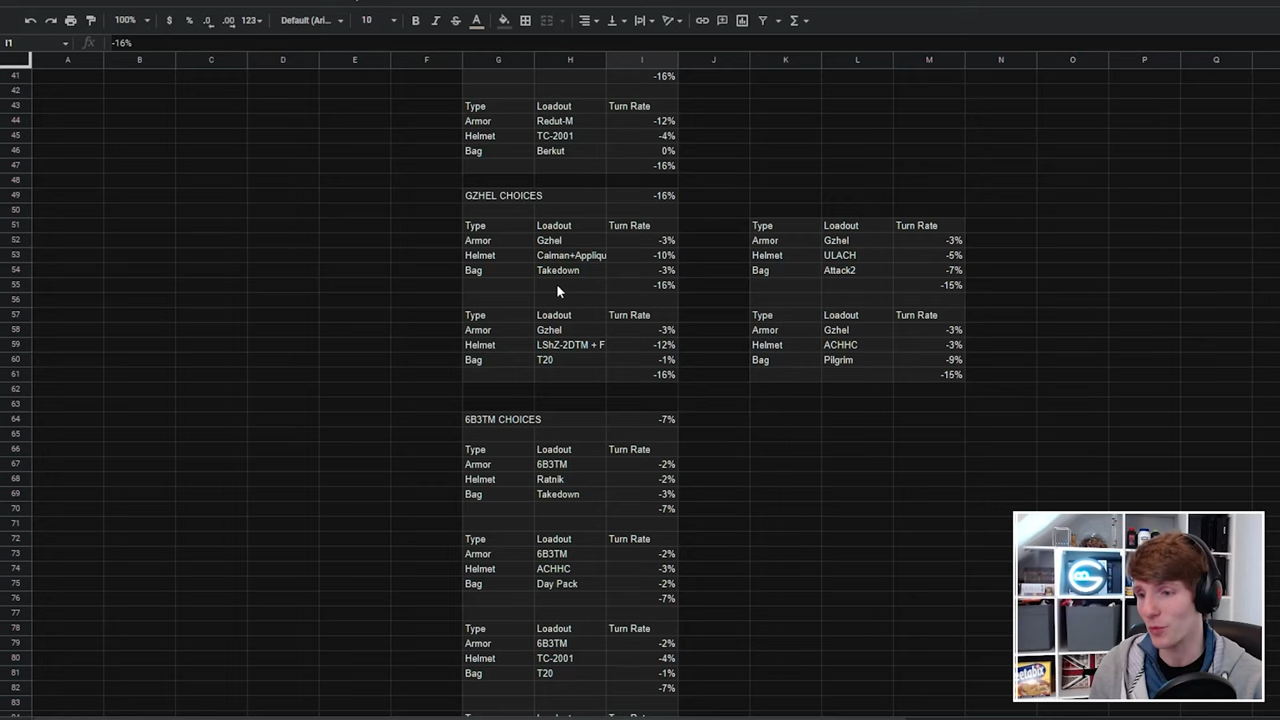 100% $ % .0 .00 123 Default (Ari... 10 B I S A
I1 fx -16%
A B C D E F G H I J K L M N O P Q
41 -16%
42
43 Type Loadout Turn Rate
44 Armor Redut-M -12%
45 Helmet TC-2001 -4%
46 Bag Berkut 0%
47 -16%
48
49 GZHEL CHOICES -16%
50
51 Type Loadout Turn Rate Type Loadout Turn Rate
52 Armor Gzhel -3% Armor Gzhel -3%
53 Helmet Caiman+Appliqu -10% Helmet ULACH -5%
54 Bag Takedown -3% Bag Attack2 -7%
55 -16% -15%
56
57 Type Loadout Turn Rate Type Loadout Turn Rate
58 Armor Gzhel -3% Armor Gzhel -3%
59 Helmet LShZ-2DTM + F -12% Helmet ACHHC -3%
60 Bag T20 -1% Bag Pilgrim -9%
61 -16% -15%
62
63
64 6B3TM CHOICES -7%
65
66 Type Loadout Turn Rate
67 Armor 6B3TM -2%
68 Helmet Ratnik -2%
69 Bag Takedown -3%
70 -7%
71
72 Type Loadout Turn Rate
73 Armor 6B3TM -2%
74 Helmet ACHHC -3%
75 Bag Day Pack -2%
76 -7%
77
78 Type Loadout Turn Rate
79 Armor 6B3TM -2%
80 Helmet TC-2001 -4%
81 Bag T20 -1%
82 -7%
83